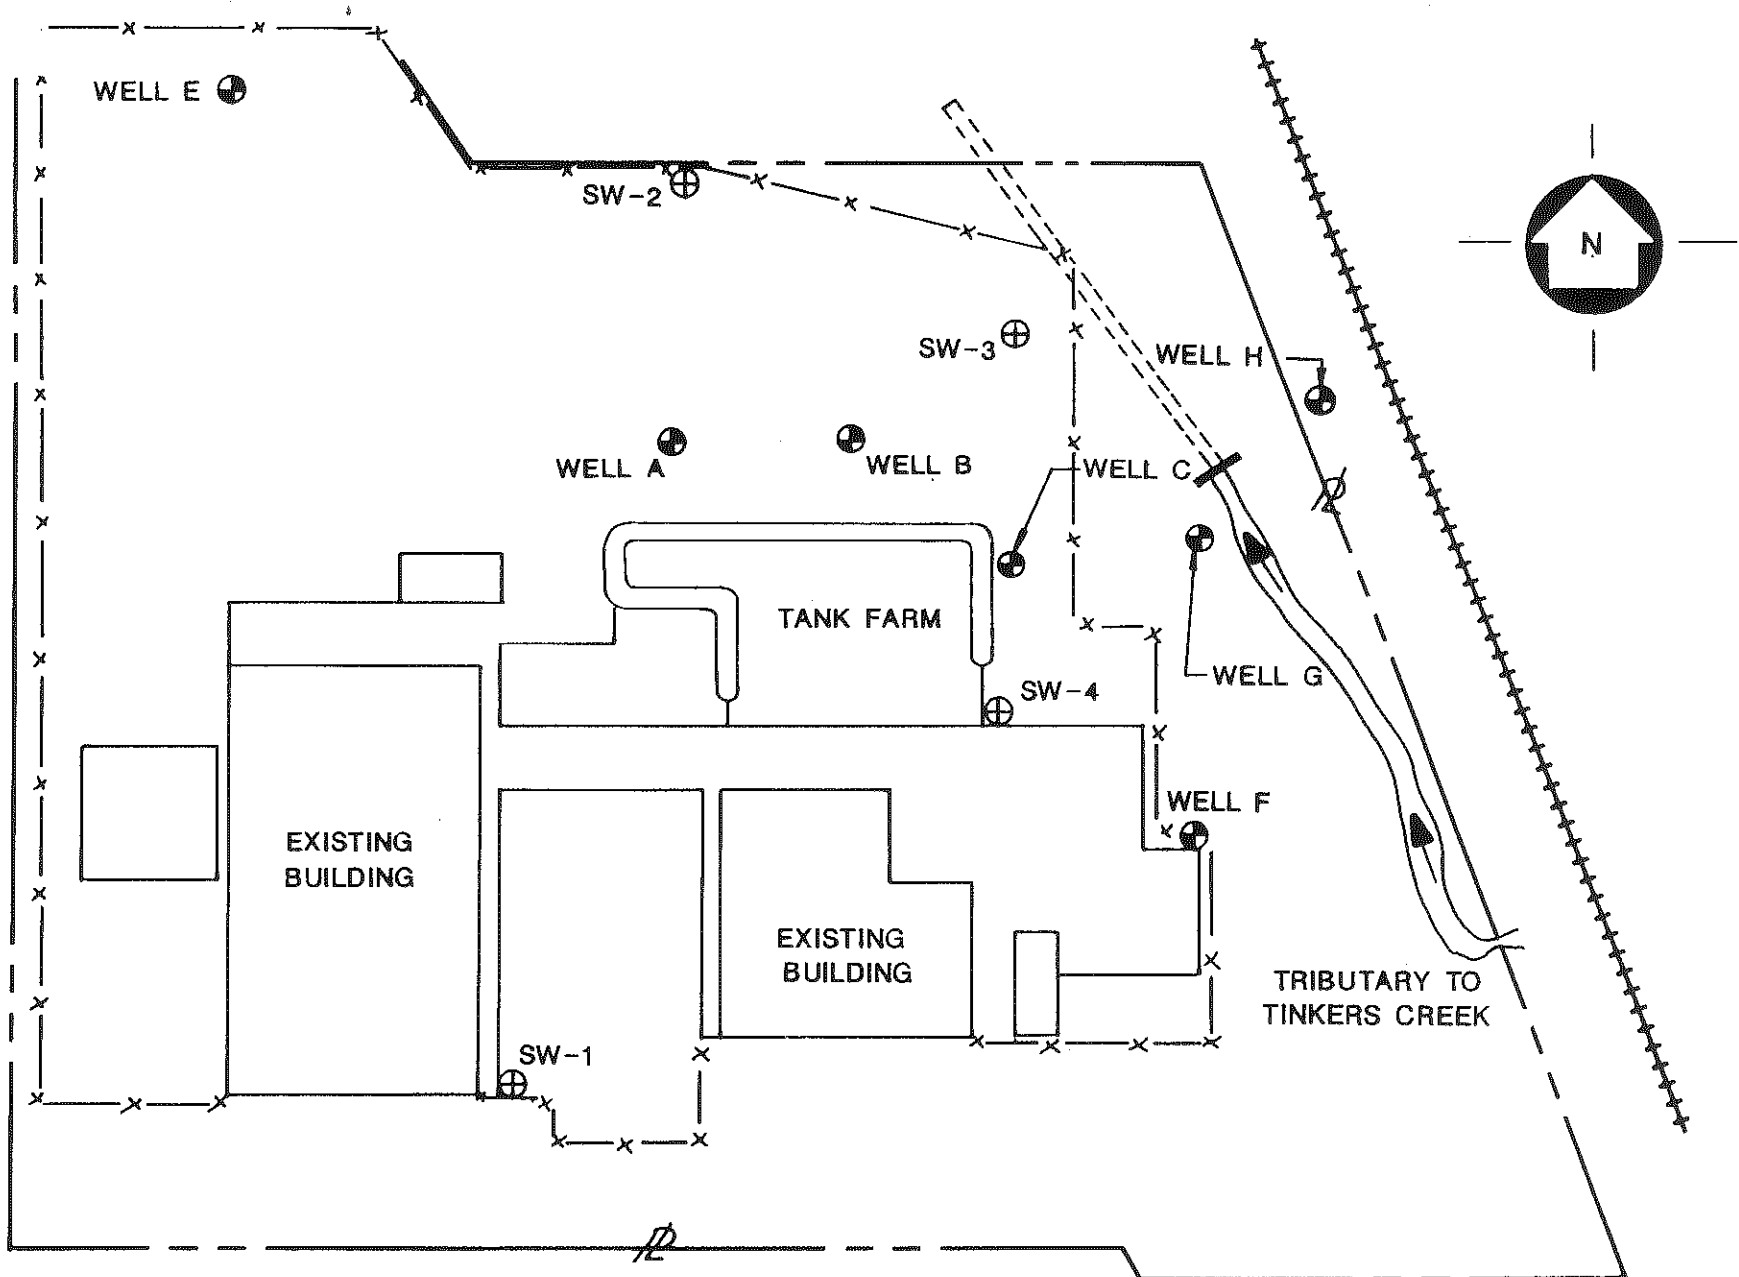 WELL E
SW-2
N
SW-3
WELL H
WELL A
WELL B
WELL C
TANK FARM
WELL G
SW-4
WELL F
EXISTING
BUILDING
EXISTING
BUILDING
TRIBUTARY TO
TINKERS CREEK
SW-1